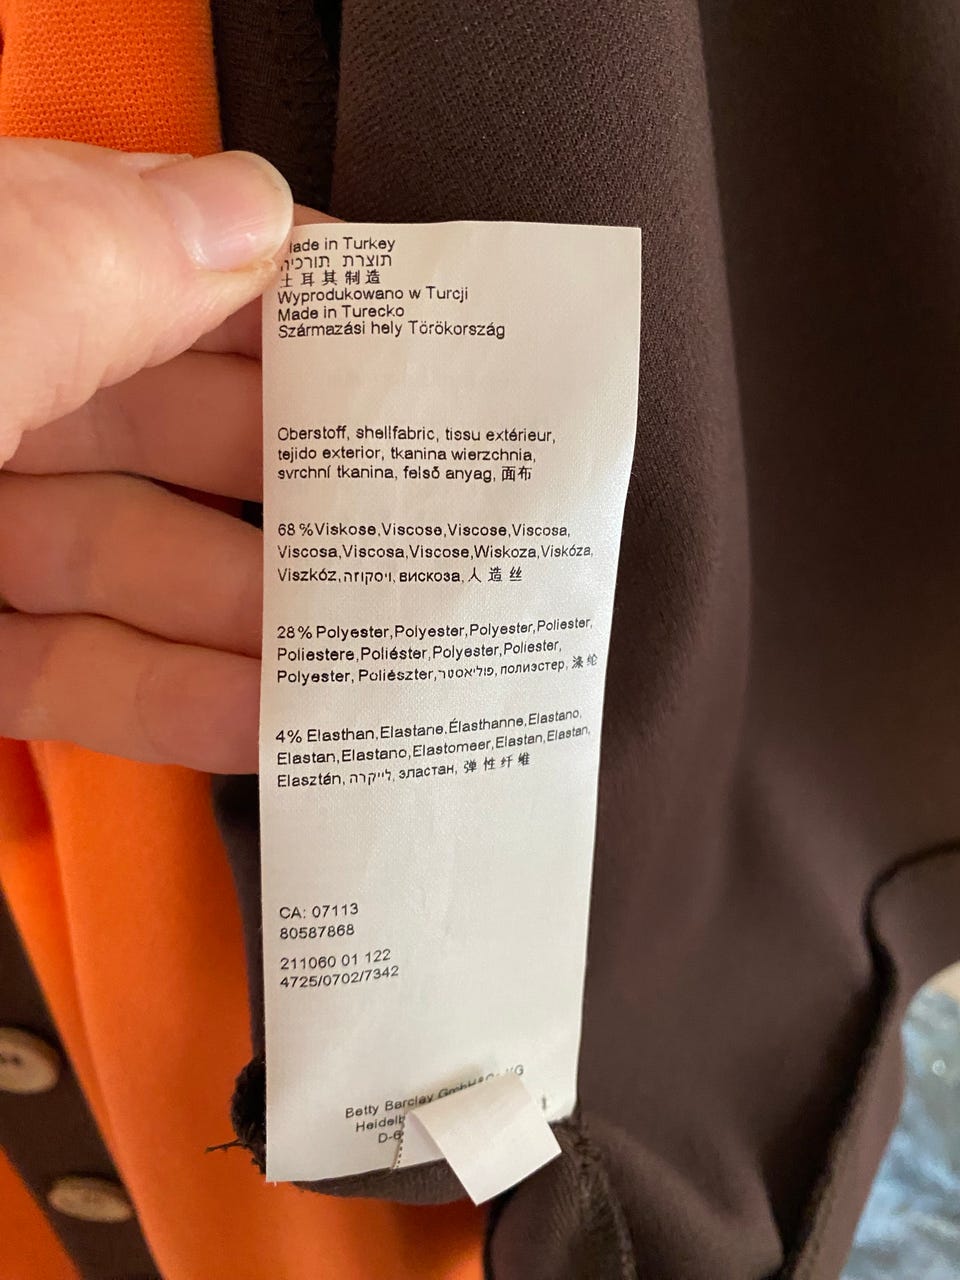 ade in Turkey
תוצרת תורכיה
土耳其制造
Wyprodukowano w Turcji
Made in Turecko
Származási hely Törökország
Oberstoff, shellfabric, tissu extérieur,
tejido exterior, tkanina wierzchnia,
svrchní tkanina, felső anyag, 面布
68%Viskose,Viscose,Viscose,Viscosa,
Viscosa,Viscosa,Viscose,Wiskoza,Viskóza,
Viszkóz,ויסקוזה, вискоза, 人造丝
28%Polyester,Polyester,Polyester,Poliester,
Poliestere,Poliéster,Polyester,Poliester,
Polyester, Poliészter,פוליאסטר, полиэстер, 涤纶
4% Elasthan,Elastane,Élasthanne,Elastano,
Elastan,Elastano,Elastomeer,Elastan,Elastan,
Elasztén, לייקרה, эластан, 弹性纤维
CA: 07113
80587868
211060 01 122
4725/0702/7342
Betty Barclay GmbH
Heidelb
D-6